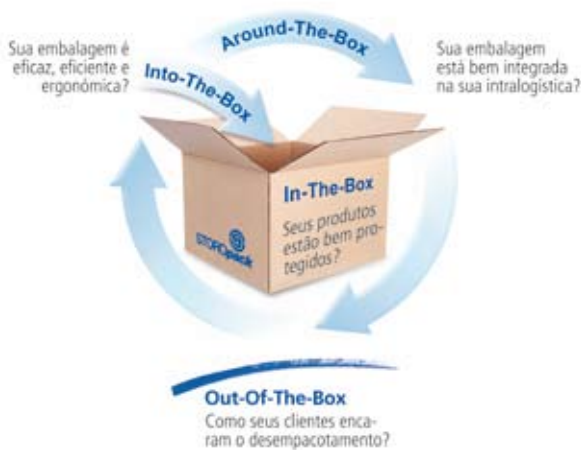 Around-The-Box
Sua embalagem é
eficaz, eficiente e
ergonómica?
Into-The-Box
Sua embalagem
está bem integrada
na sua intralogística?
In-The-Box
Seus produtos
estão bem pro-
tegidos?
STOROpack
Out-Of-The-Box
Como seus clientes enca-
ram o desempacotamento?